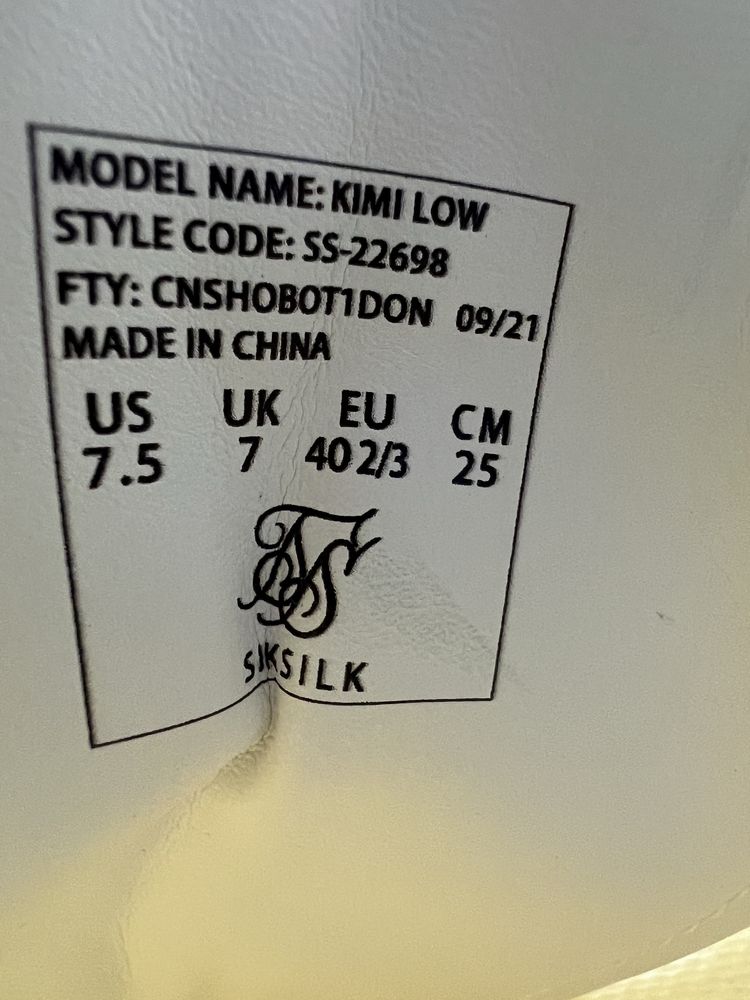 MODEL NAME: KIMI LOW
STYLE CODE: SS-22698
FTY: CNSHOBOT1DON 09/21
MADE IN CHINA
US UK EU CM
7.5 7 40 2/3 25
SIKSILK